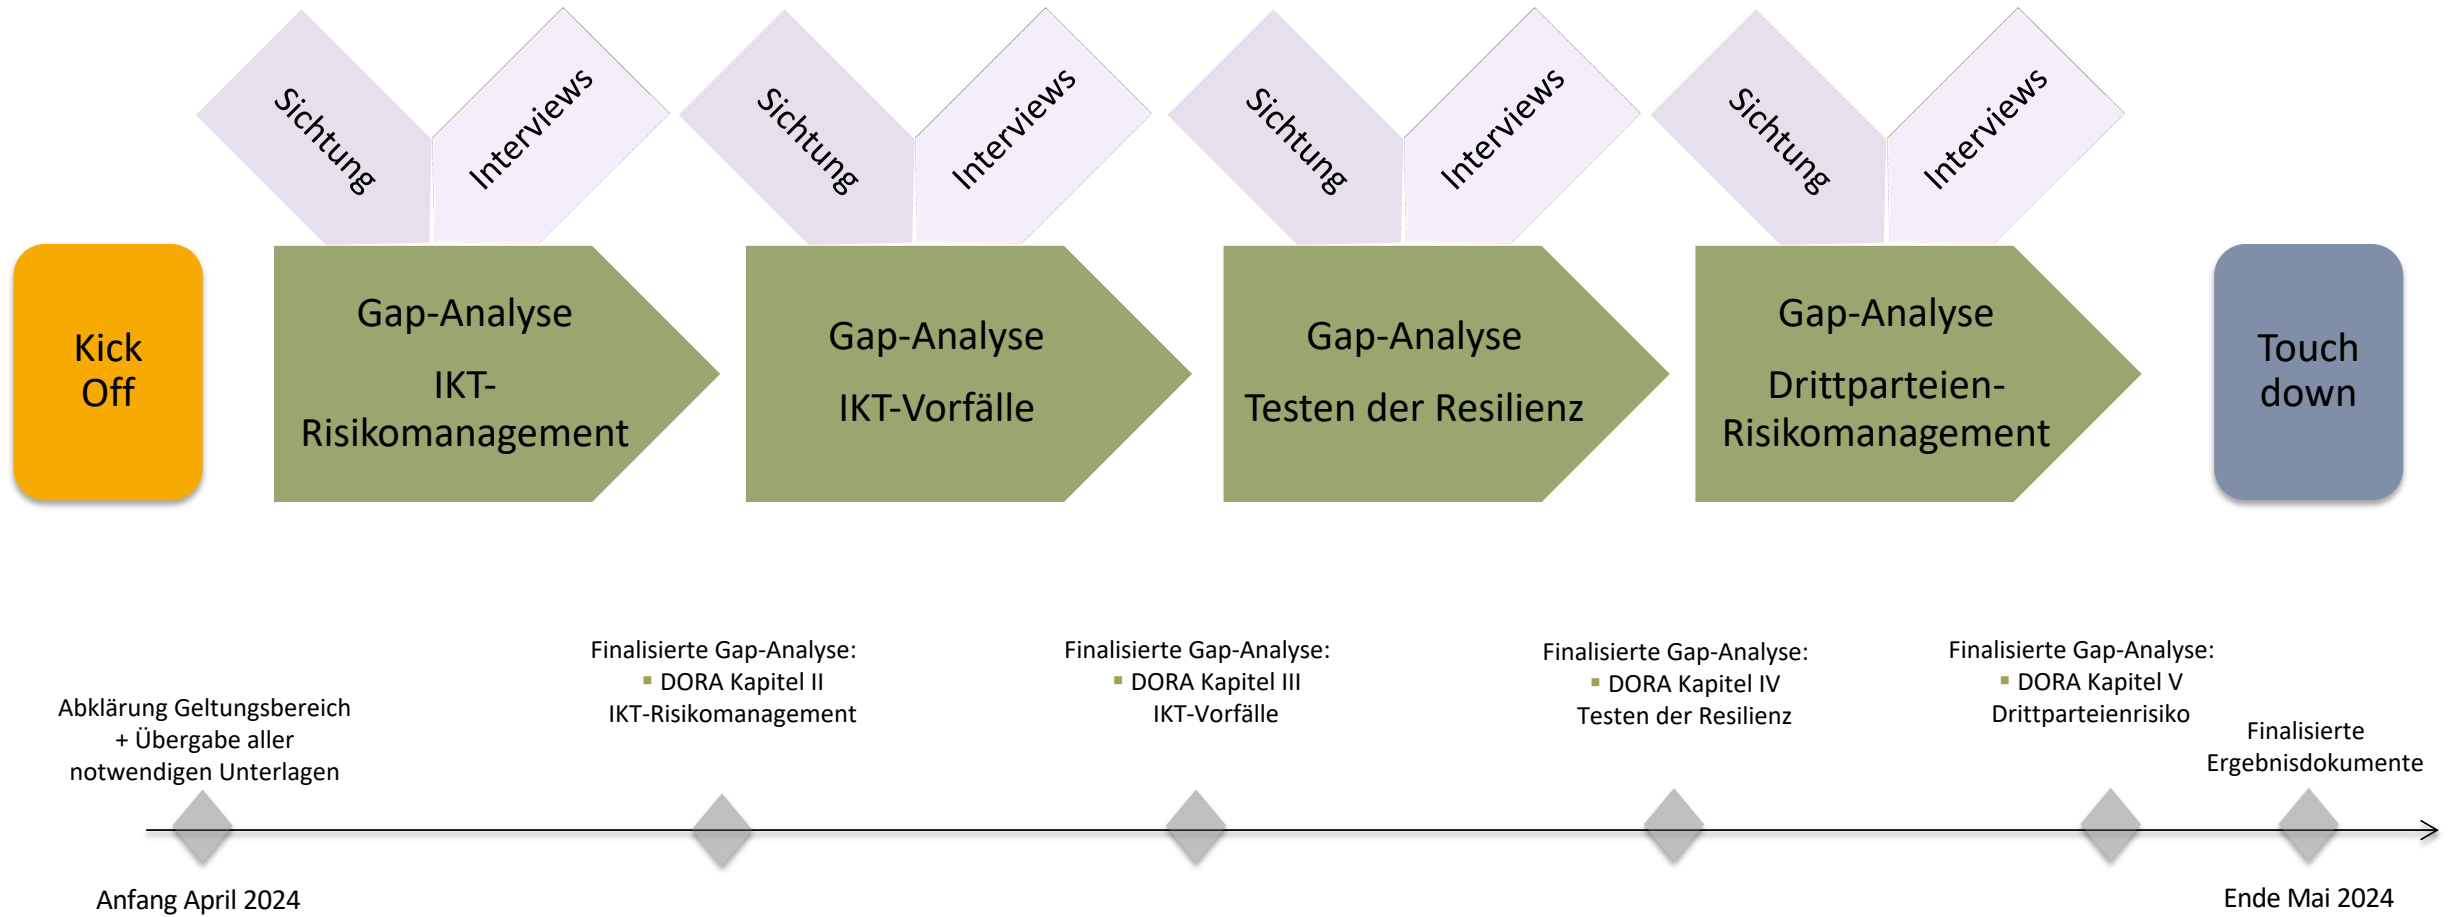 Sichtung
Interviews
Sichtung
Interviews
Sichtung
Interviews
Sichtung
Interviews
Kick
Off
Gap-Analyse
IKT-
Risikomanagement
Gap-Analyse
IKT-Vorfälle
Gap-Analyse
Testen der Resilienz
Gap-Analyse
Drittparteien-
Risikomanagement
Touch
down
Abklärung Geltungsbereich
+ Übergabe aller
notwendigen Unterlagen
Finalisierte Gap-Analyse:
▪ DORA Kapitel II
IKT-Risikomanagement
Finalisierte Gap-Analyse:
▪ DORA Kapitel III
IKT-Vorfälle
Finalisierte Gap-Analyse:
▪ DORA Kapitel IV
Testen der Resilienz
Finalisierte Gap-Analyse:
▪ DORA Kapitel V
Drittparteienrisiko
Finalisierte
Ergebnisdokumente
Anfang April 2024
Ende Mai 2024